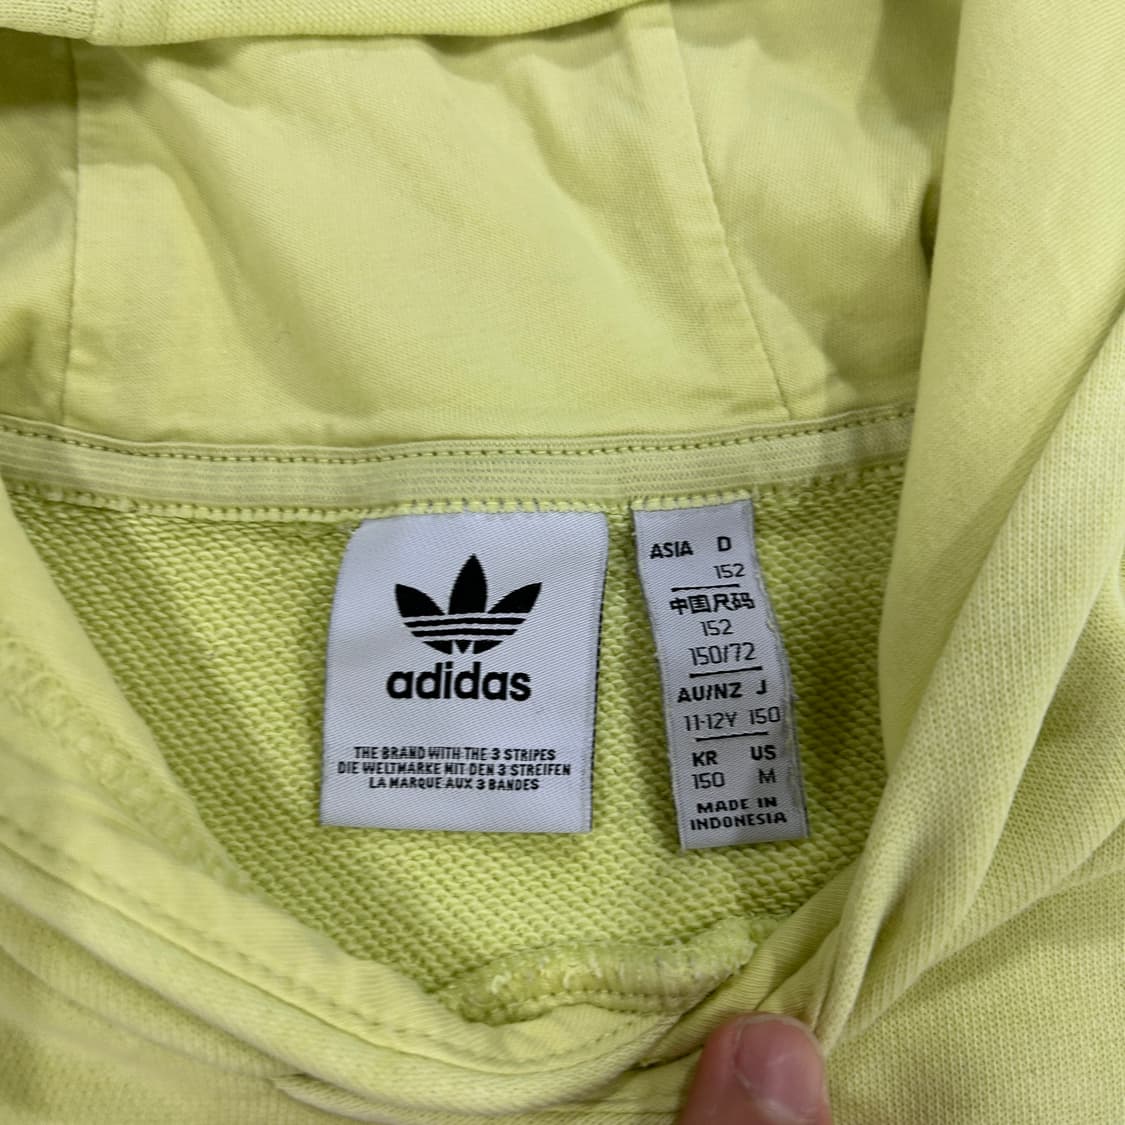 adidas
THE BRAND WITH THE 3 STRIPES
DIE WELTMARKE MIT DEN 3 STREIFEN
LA MARQUE AUX 3 BANDES
ASIA D
152
中国尺码
152
150/72
AU/NZ J
11-12Y 150
KR US
150 M
MADE IN
INDONESIA